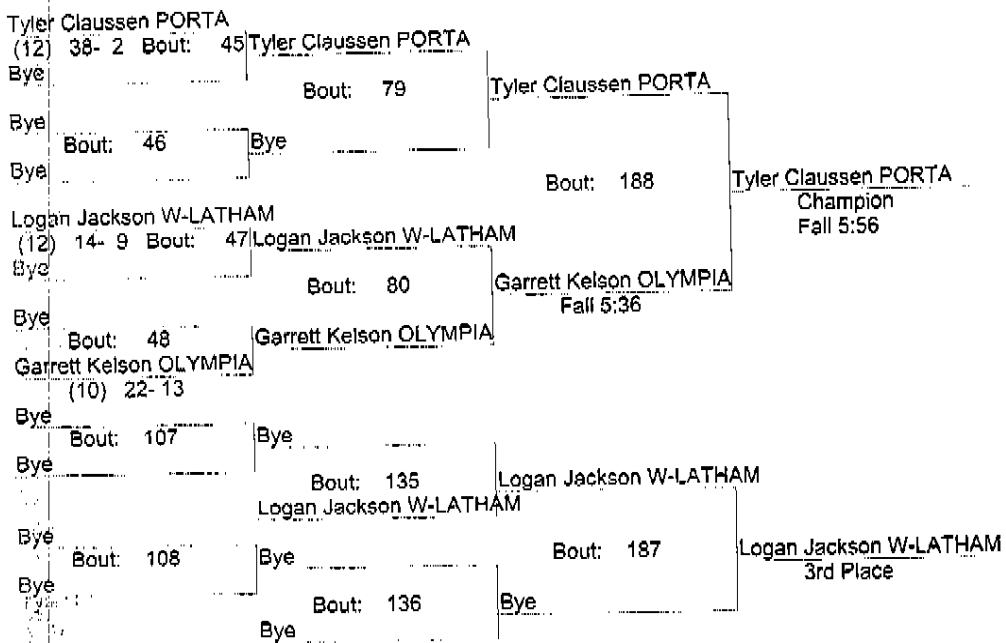 Tyler Claussen PORTA
(12) 38- 2 Bout: 45
Tyler Claussen PORTA
Bye
Bout: 79
Tyler Claussen PORTA
Bye
Bout: 46
Bye
Bye
Bout: 188
Tyler Claussen PORTA
Champion
Fall 5:56
Logan Jackson W-LATHAM
(12) 14- 9 Bout: 47
Logan Jackson W-LATHAM
Bye
Bout: 80
Garrett Kelson OLYMPIA
Fall 5:36
Bye
Bout: 48
Garrett Kelson OLYMPIA
Garrett Kelson OLYMPIA
(10) 22- 13
Bye
Bout: 107
Bye
Bye
Bout: 135
Logan Jackson W-LATHAM
Logan Jackson W-LATHAM
Bye
Bout: 108
Bye
Bout: 187
Logan Jackson W-LATHAM
3rd Place
Bye
Bout: 136
Bye
Bye